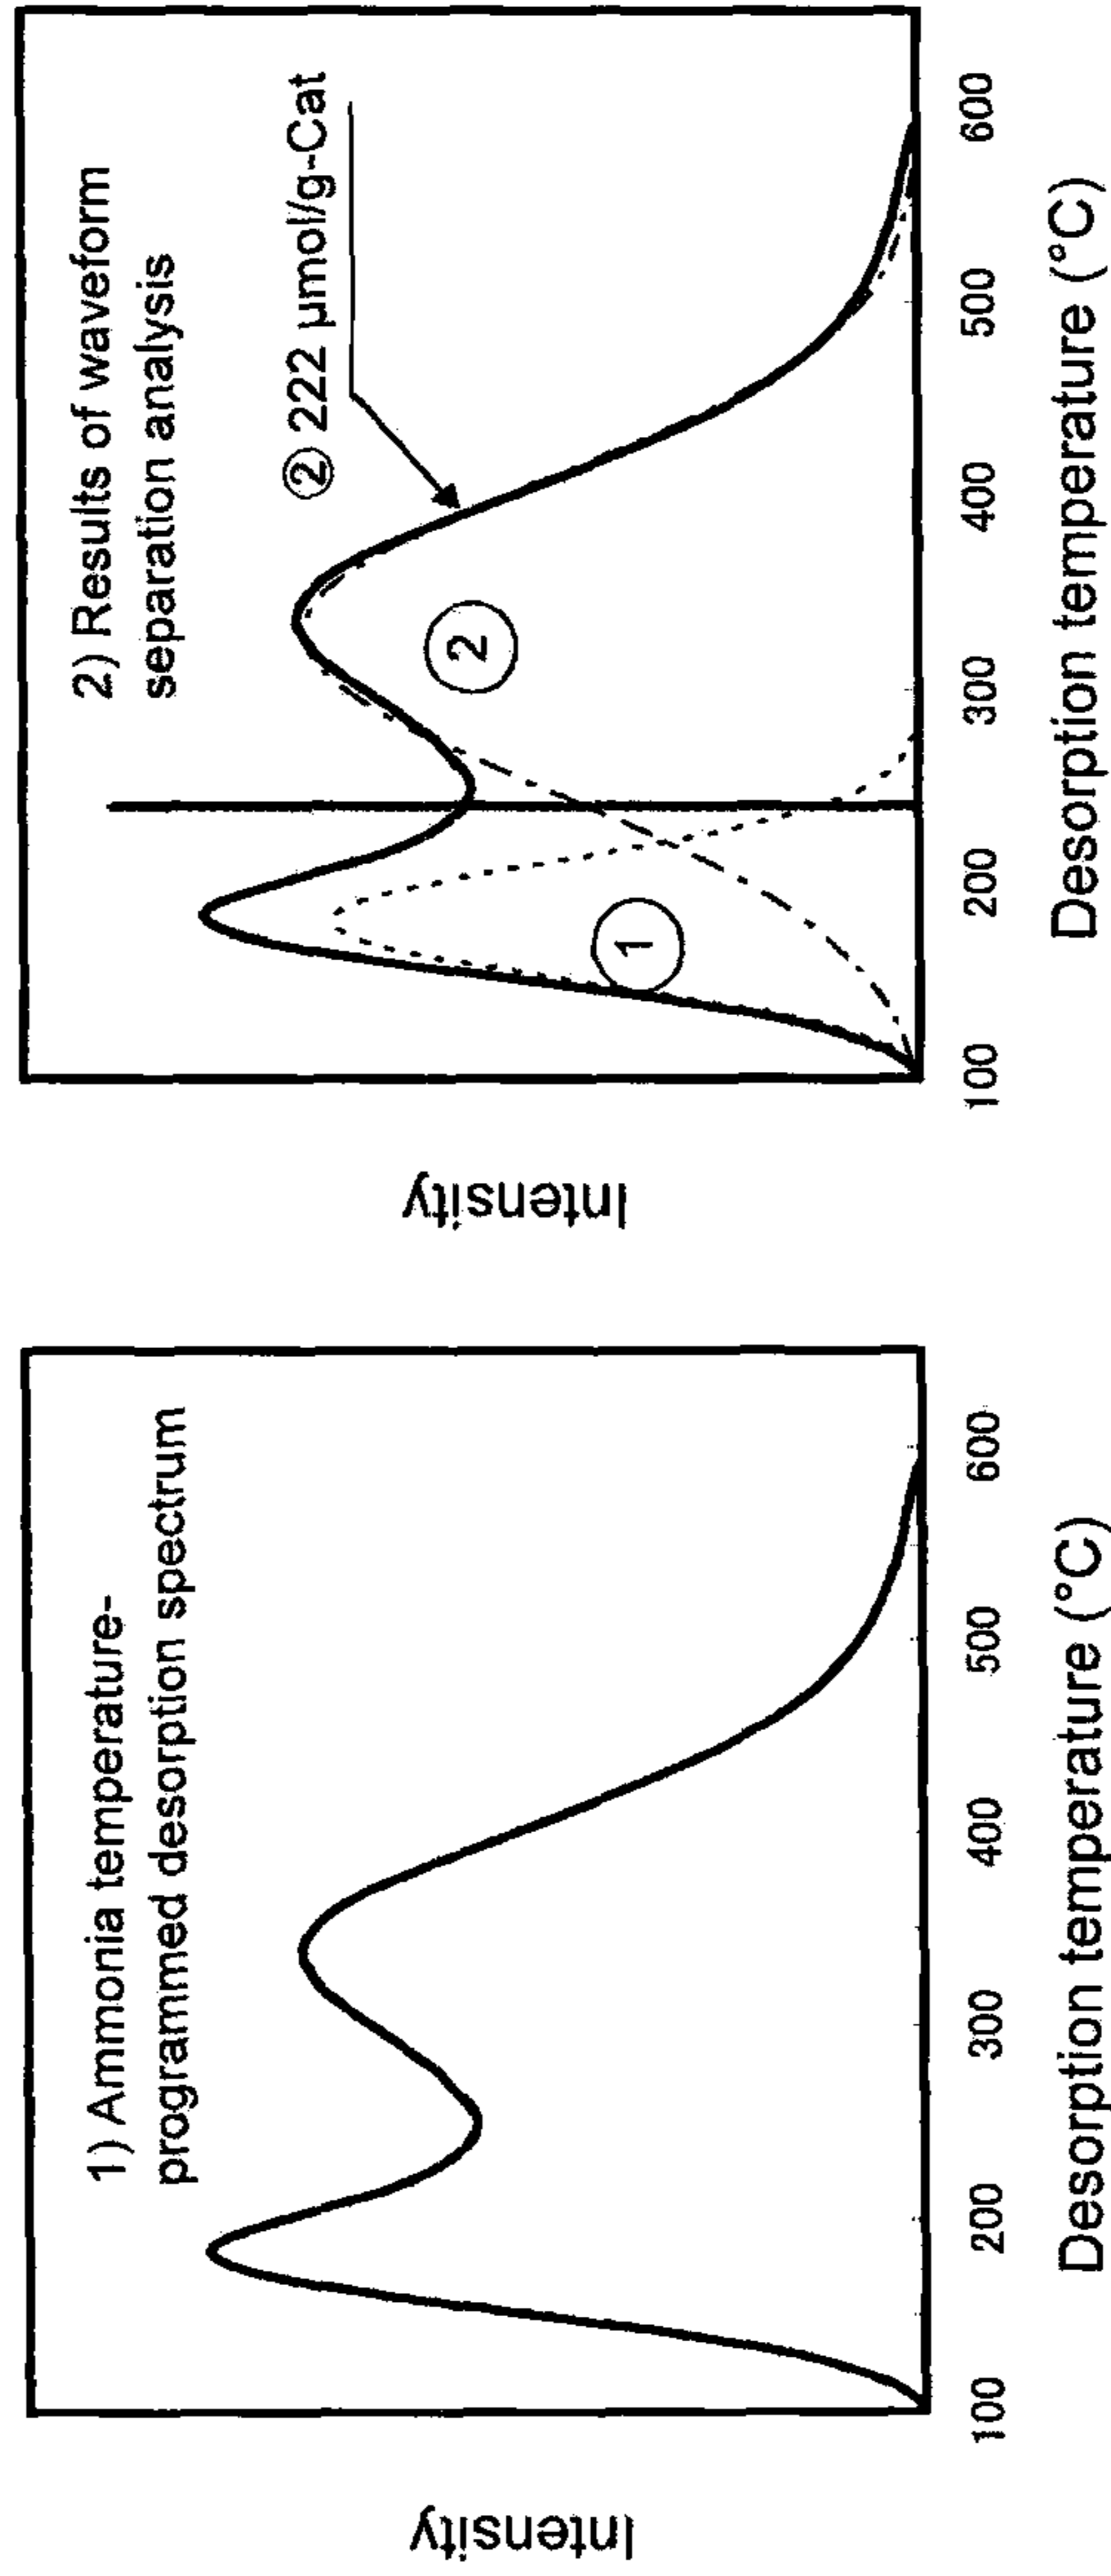 1) Ammonia temperature-
programmed desorption spectrum
Intensity
100 200 300 400 500 600
Desorption temperature (°C)
2) Results of waveform
separation analysis
② 222 μmol/g-Cat
①
②
Intensity
100 200 300 400 500 600
Desorption temperature (°C)